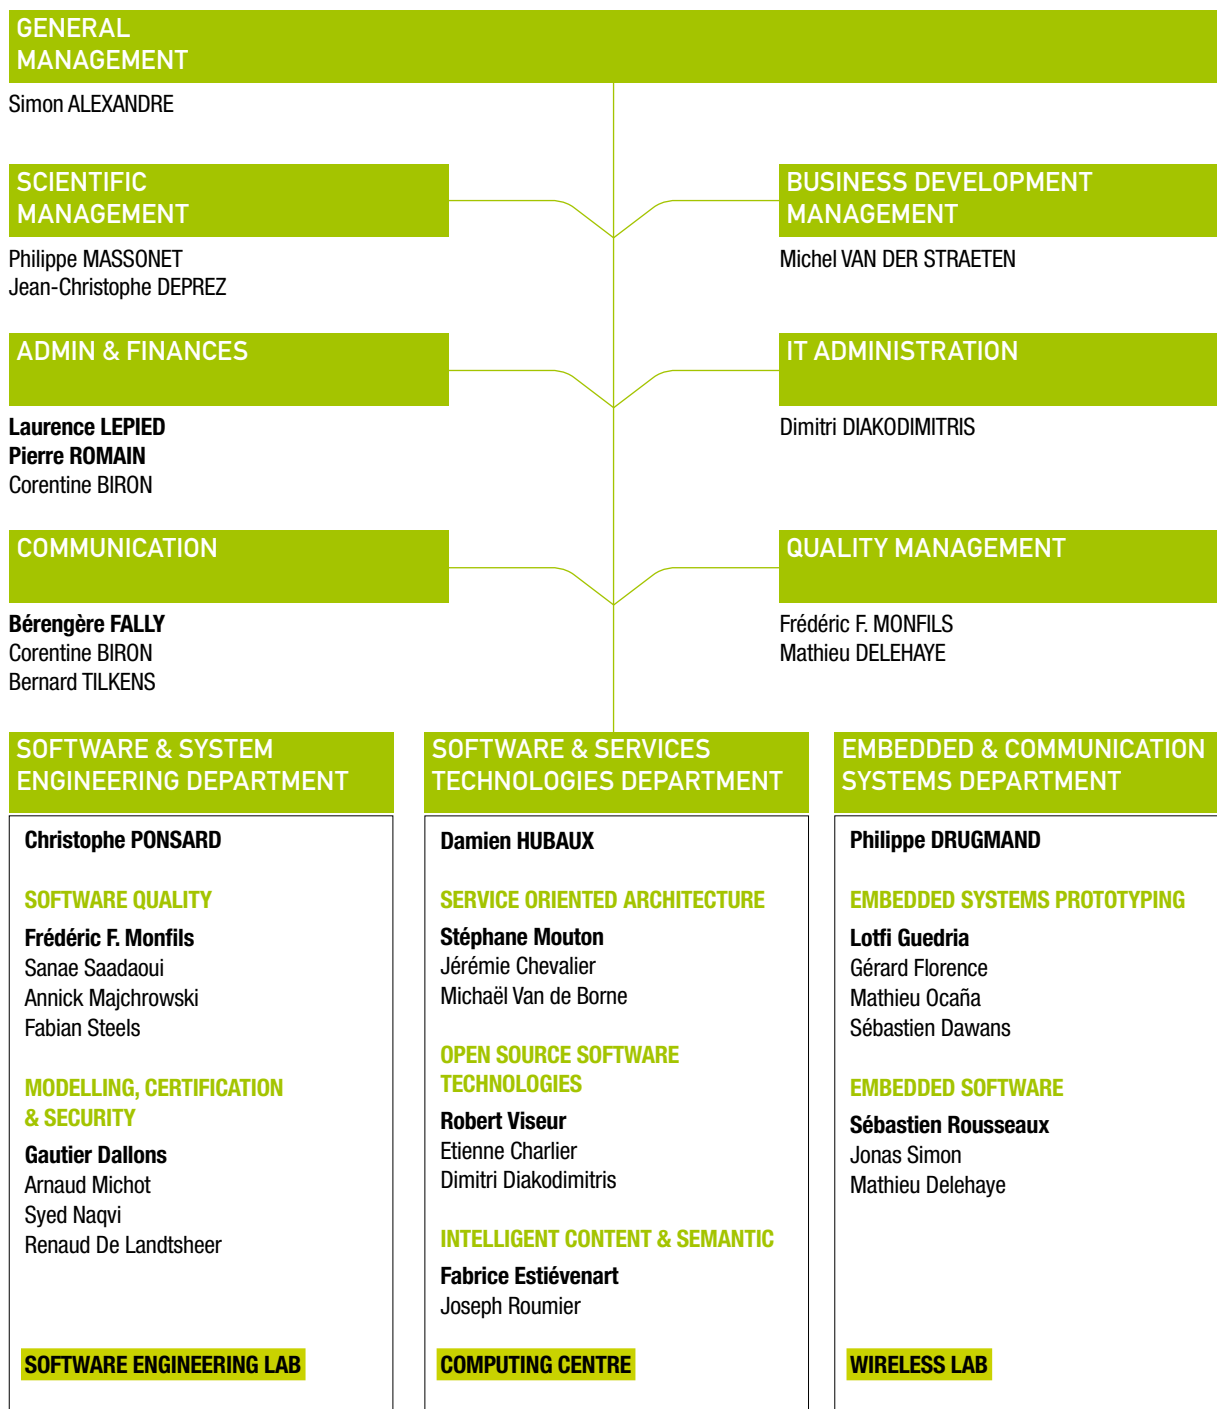 GENERAL
MANAGEMENT
Simon ALEXANDRE
SCIENTIFIC
MANAGEMENT
Philippe MASSONET
Jean-Christophe DEPREZ
BUSINESS DEVELOPMENT
MANAGEMENT
Michel VAN DER STRAETEN
ADMIN & FINANCES
Laurence LEPIED
Pierre ROMAIN
Corentine BIRON
IT ADMINISTRATION
Dimitri DIAKODIMITRIS
COMMUNICATION
Bérengère FALLY
Corentine BIRON
Bernard TILKENS
QUALITY MANAGEMENT
Frédéric F. MONFILS
Mathieu DELEHAYE
SOFTWARE & SYSTEM
ENGINEERING DEPARTMENT
Christophe PONSARD
SOFTWARE QUALITY
Frédéric F. Monfils
Sanae Saadaoui
Annick Majchrowski
Fabian Steels
MODELLING, CERTIFICATION
& SECURITY
Gautier Dallons
Arnaud Michot
Syed Naqvi
Renaud De Landtsheer
SOFTWARE ENGINEERING LAB
SOFTWARE & SERVICES
TECHNOLOGIES DEPARTMENT
Damien HUBAUX
SERVICE ORIENTED ARCHITECTURE
Stéphane Mouton
Jérémie Chevalier
Michaël Van de Borne
OPEN SOURCE SOFTWARE
TECHNOLOGIES
Robert Viseur
Etienne Charlier
Dimitri Diakodimitris
INTELLIGENT CONTENT & SEMANTIC
Fabrice Estiévenart
Joseph Roumier
COMPUTING CENTRE
EMBEDDED & COMMUNICATION
SYSTEMS DEPARTMENT
Philippe DRUGMAND
EMBEDDED SYSTEMS PROTOTYPING
Lotfi Guedria
Gérard Florence
Mathieu Ocaña
Sébastien Dawans
EMBEDDED SOFTWARE
Sébastien Rousseaux
Jonas Simon
Mathieu Delehaye
WIRELESS LAB